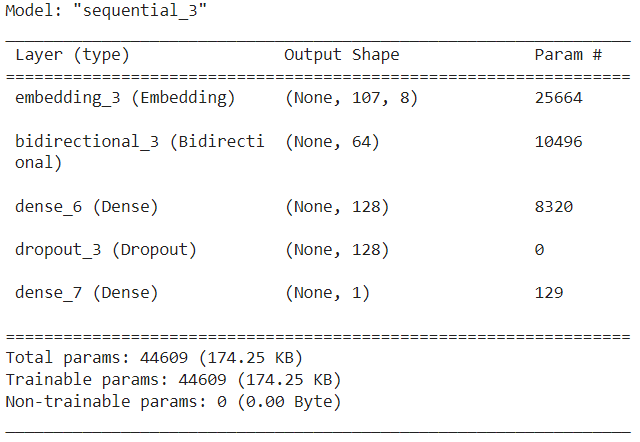 Model: "sequential_3"
_________________________________________________________________
Layer (type)                Output Shape              Param #
=================================================================
embedding_3 (Embedding)     (None, 107, 8)            25664
bidirectional_3 (Bidirecti  (None, 64)                10496
onal)
dense_6 (Dense)             (None, 128)               8320
dropout_3 (Dropout)         (None, 128)               0
dense_7 (Dense)             (None, 1)                 129
=================================================================
Total params: 44609 (174.25 KB)
Trainable params: 44609 (174.25 KB)
Non-trainable params: 0 (0.00 Byte)
_________________________________________________________________